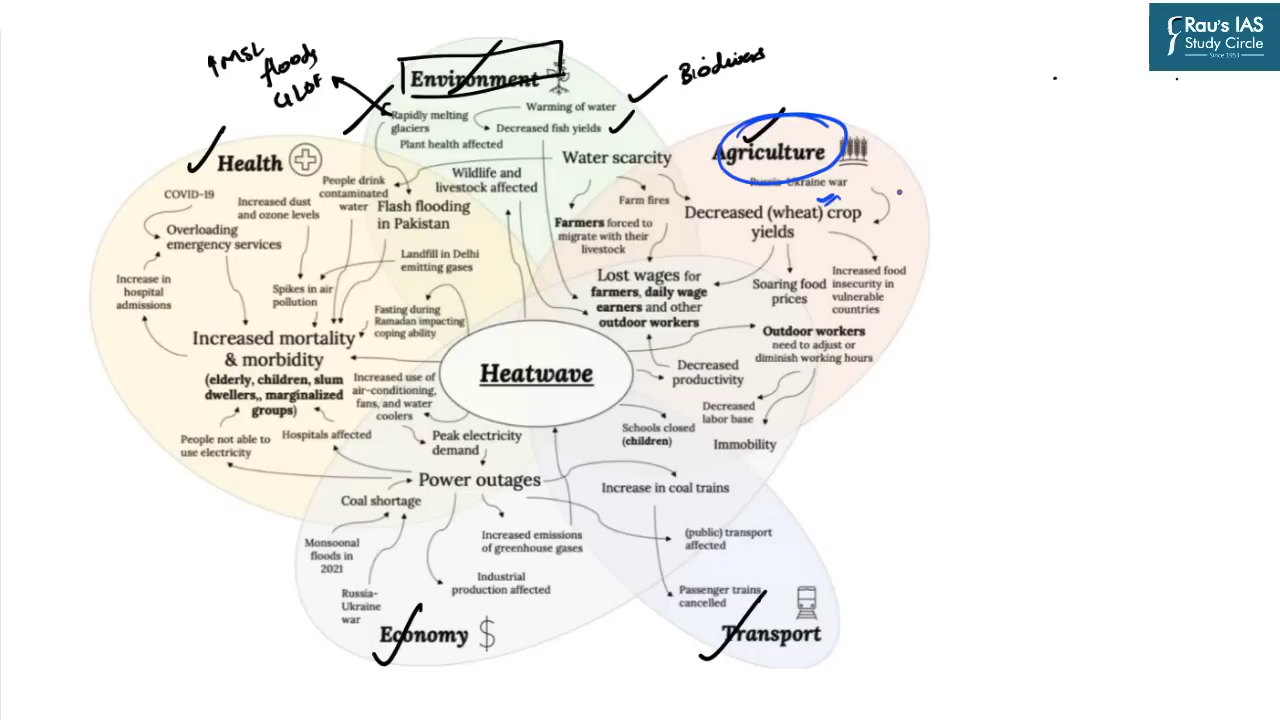 Rau's IAS
Study Circle
Since 1953
↑MSL
floods
GLOF
Biodivers
Environment
Rapidly melting
glaciers
Warming of water
Decreased fish yields
Plant health affected
Water scarcity
Wildlife and
livestock affected
Health
COVID-19
Increased dust
and ozone levels
People drink
contaminated
water
Flash flooding
in Pakistan
Overloading
emergency services
Landfill in Delhi
emitting gases
Increase in
hospital
admissions
Spikes in air
pollution
Fasting during
Ramadan impacting
coping ability
Increased mortality
& morbidity
(elderly, children, slum
dwellers,, marginalized
groups)
People not able to
use electricity
Hospitals affected
Increased use of
air-conditioning,
fans, and water
coolers
Agriculture
Russia-Ukraine war
Farm fires
Decreased (wheat) crop
yields
Farmers forced to
migrate with their
livestock
Lost wages for
farmers, daily wage
earners and other
outdoor workers
Soaring food
prices
Increased food
insecurity in
vulnerable
countries
Outdoor workers
need to adjust or
diminish working hours
Decreased
productivity
Decreased
labor base
Immobility
Schools closed
(children)
Heatwave
Peak electricity
demand
Power outages
Coal shortage
Monsoonal
floods in
2021
Russia-
Ukraine
war
Increased emissions
of greenhouse gases
Industrial
production affected
Economy $
Increase in coal trains
(public) transport
affected
Passenger trains
cancelled
Transport